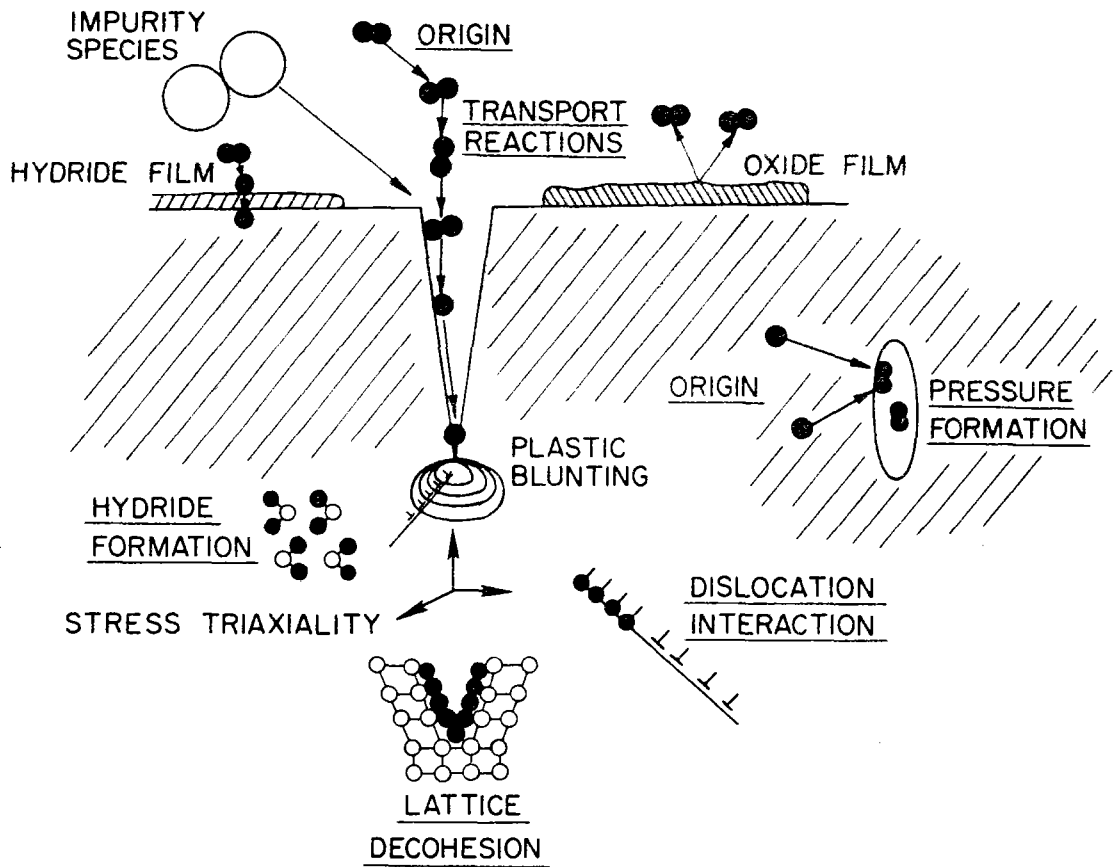 IMPURITY
SPECIES
ORIGIN
TRANSPORT
REACTIONS
HYDRIDE FILM
OXIDE FILM
ORIGIN
PRESSURE
FORMATION
PLASTIC
BLUNTING
HYDRIDE
FORMATION
STRESS TRIAXIALITY
DISLOCATION
INTERACTION
LATTICE
DECOHESION